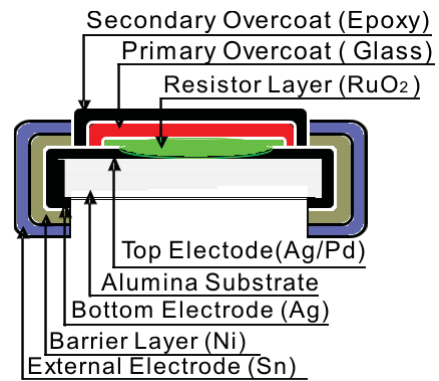 Secondary Overcoat (Epoxy)
Primary Overcoat ( Glass)
Resistor Layer (RuO₂)
Top Electode(Ag/Pd)
Alumina Substrate
Bottom Electrode (Ag)
Barrier Layer (Ni)
External Electrode (Sn)